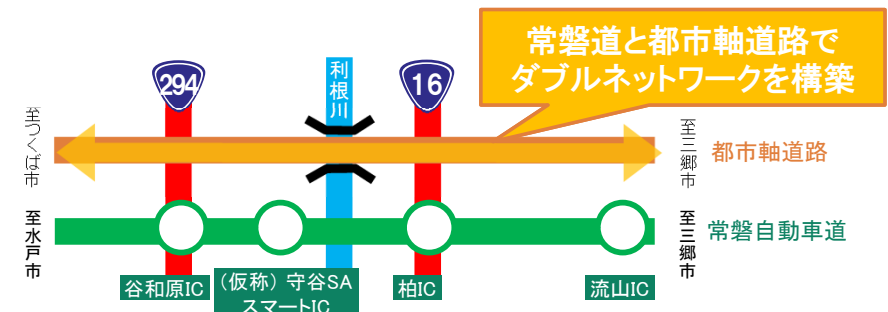 常磐道と都市軸道路で
ダブルネットワークを構築
294
利根川
16
至つくば市
至三郷市
都市軸道路
至水戸市
至三郷市
常磐自動車道
谷和原IC
(仮称)守谷SA
スマートIC
柏IC
流山IC